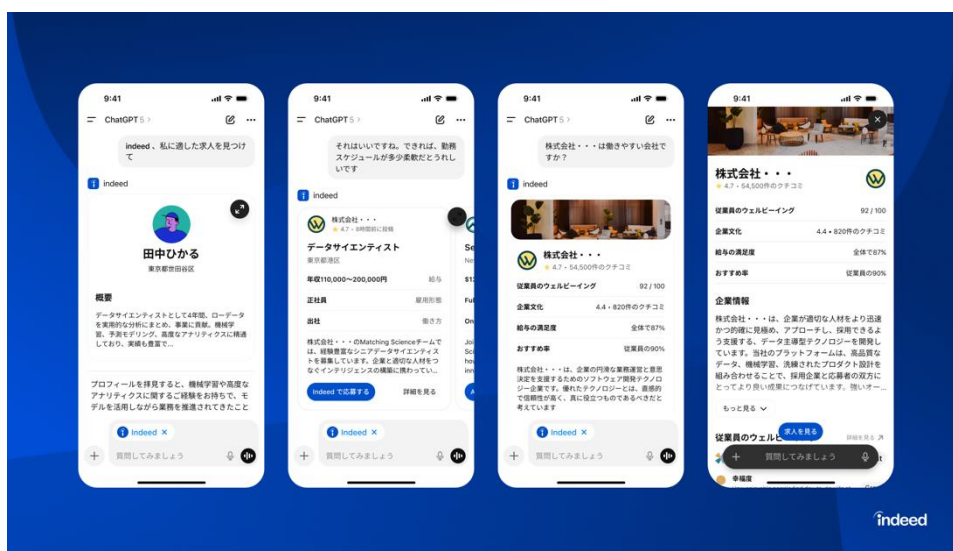 9:41
ChatGPT 5 >
indeed 、私に適した求人を見つけ
て
indeed
田中ひかる
東京都世田谷区
概要
データサイエンティストとして4年間、ローデータ
を実用的な分析にまとめ、事業に貢献。機械学
習、予測モデリング、高度なアナリティクスに精通
しており、実績も豊富で...
プロフィールを拝見すると、機械学習や高度な
アナリティクスに関するご経験をお持ちで、モ
デルを活用しながら業務を推進されてきたこと
Indeed ×
質問してみましょう
9:41
ChatGPT 5 >
それはいいですね。できれば、勤務
スケジュールが多少柔軟だとうれし
いです
indeed
株式会社・・・
4.7・8時間前に投稿
データサイエンティスト
東京都港区
年収110,000〜200,000円 給与
正社員 雇用形態
出社 働き方
株式会社・・・のMatching Scienceチームで
は、経験豊富なシニアデータサイエンティス
トを募集しています。企業と適切な人材をつ
なぐインテリジェンスの構築に携わってい...
Indeed で応募する 詳細を見る
Indeed ×
質問してみましょう
9:41
ChatGPT 5 >
株式会社・・・は働きやすい会社で
すか？
indeed
株式会社・・・
4.7・54,500件のクチコミ
従業員のウェルビーイング 92 / 100
企業文化 4.4・820件のクチコミ
給与の満足度 全体で87%
おすすめ率 従業員の90%
株式会社・・・は、企業の円滑な業務運営と意思
決定を支援するためのソフトウェア開発テクノロ
ジー企業です。優れたテクノロジーとは、直感的
で信頼性が高く、真に役立つものであるべきだと
考えています
Indeed ×
質問してみましょう
9:41
株式会社・・・
4.7・54,500件のクチコミ
従業員のウェルビーイング 92 / 100
企業文化 4.4・820件のクチコミ
給与の満足度 全体で87%
おすすめ率 従業員の90%
企業情報
株式会社・・・は、企業が適切な人材をより迅速
かつ的確に見極め、アプローチし、採用できるよ
う支援する、データ主導型テクノロジーを開発し
ています。当社のプラットフォームは、高品質な
データ、機械学習、洗練されたプロダクト設計を
組み合わせることで、採用企業と応募者の双方に
とってより良い成果につなげています。強いオー...
もっと見る
従業員のウェルビ
求人を見る
詳細を見る
質問してみましょう
幸福度
indeed